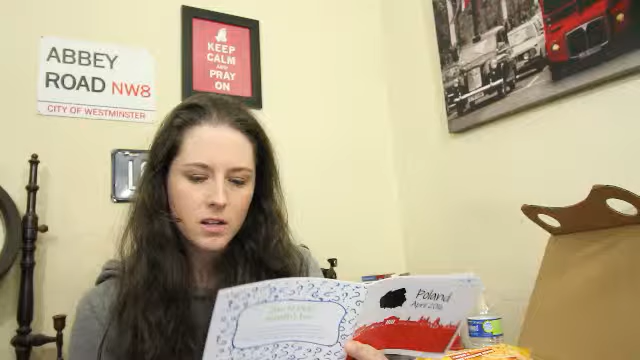 ABBEY
ROAD NW8
CITY OF WESTMINSTER
KEEP
CALM
AND
PRAY
ON
Poland
April 2016